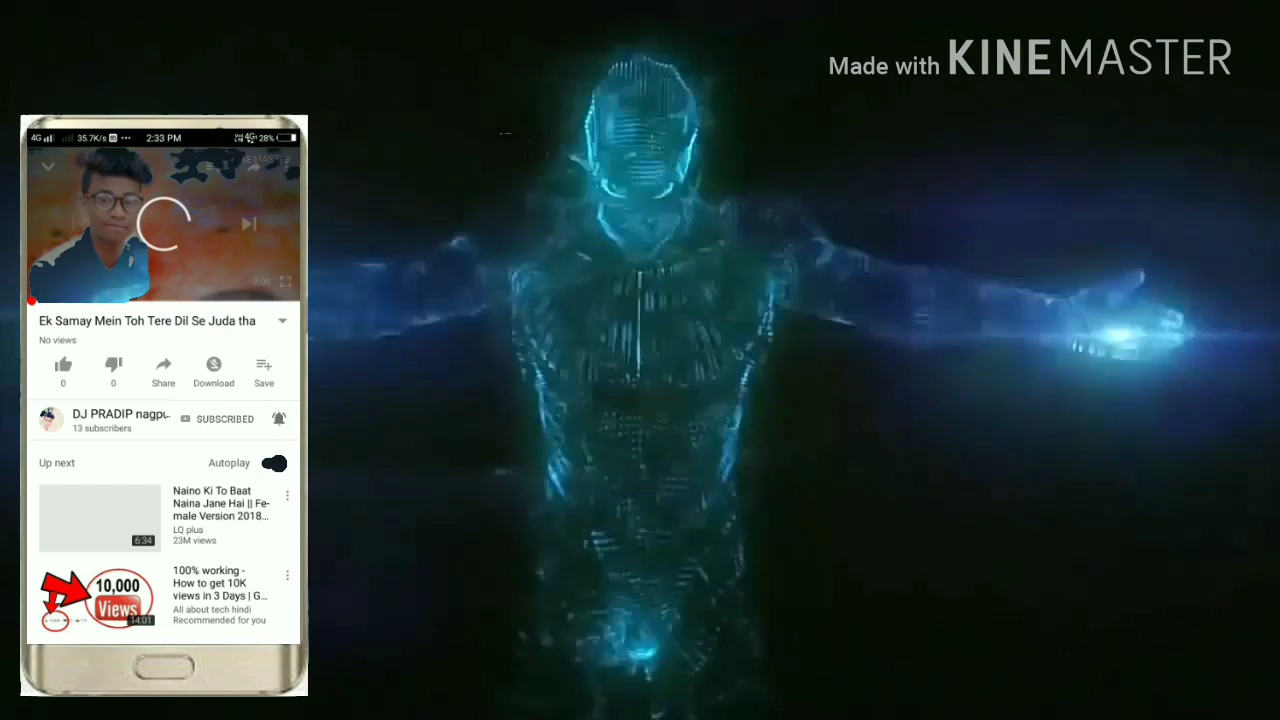 Made with KINEMASTER
4G 35.7K/s ••• 2:33 PM 4G+ 28%
2:00
Ek Samay Mein Toh Tere Dil Se Juda tha
No views
0 0 Share Download Save
DJ PRADIP nagpu. SUBSCRIBED
13 subscribers
Up next Autoplay
Naino Ki To Baat
Naina Jane Hai || Fe-
male Version 2018...
LQ plus
23M views
6:34
100% working -
How to get 10K
views in 3 Days | G...
All about tech hindi
Recommended for you
10,000
Views
14:01